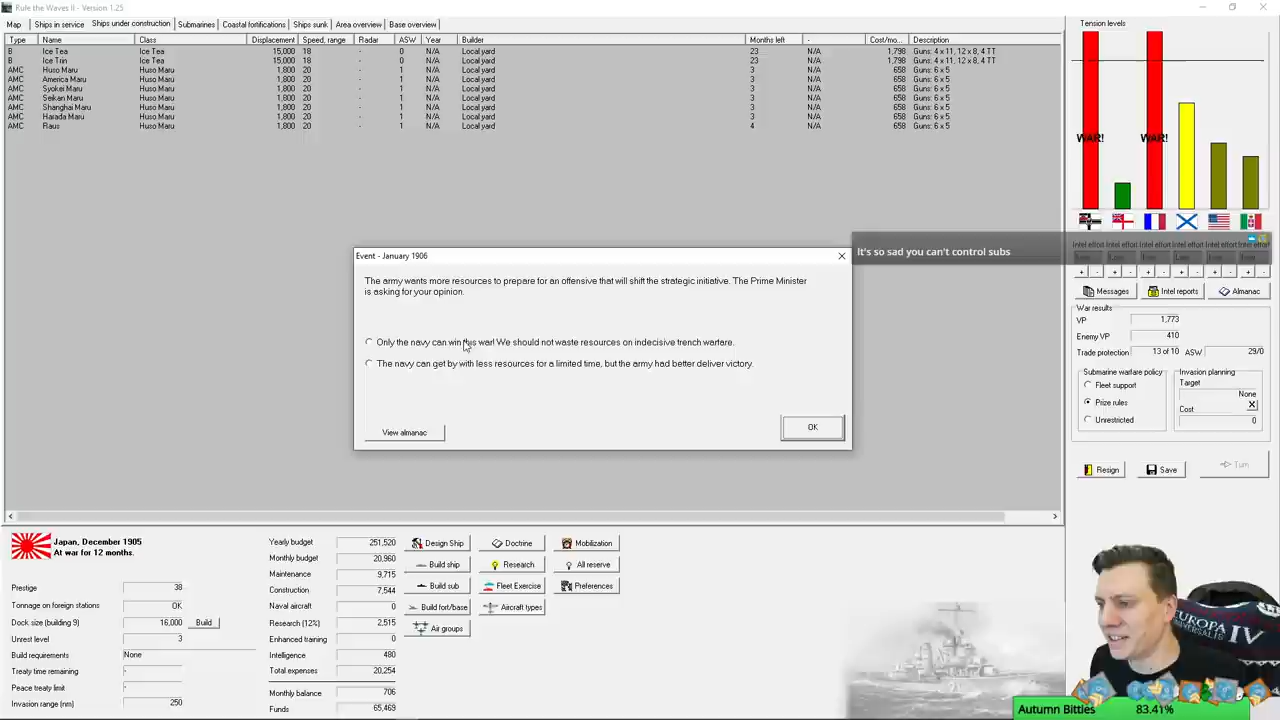 Rule the Waves II - Version 1.25
Map Ships in service Ships under construction Submarines Coastal fortifications Ships sunk Area overview Base overview
Type Name Class Displacement Speed, range Radar ASW Year Builder Months left - Cost/mo... Description
B Ice Tea Ice Tea 15,000 18 - 0 N/A Local yard 23 N/A 1,798 Guns: 4 x 11, 12 x 8, 4 TT
B Ice Trin Ice Tea 15,000 18 - 0 N/A Local yard 23 N/A 1,798 Guns: 4 x 11, 12 x 8, 4 TT
AMC Huso Maru Huso Maru 1,800 20 - 1 N/A Local yard 3 N/A 658 Guns: 6 x 5
AMC America Maru Huso Maru 1,800 20 - 1 N/A Local yard 3 N/A 658 Guns: 6 x 5
AMC Syokei Maru Huso Maru 1,800 20 - 1 N/A Local yard 3 N/A 658 Guns: 6 x 5
AMC Seikan Maru Huso Maru 1,800 20 - 1 N/A Local yard 3 N/A 658 Guns: 6 x 5
AMC Shanghai Maru Huso Maru 1,800 20 - 1 N/A Local yard 3 N/A 658 Guns: 6 x 5
AMC Harada Maru Huso Maru 1,800 20 - 1 N/A Local yard 3 N/A 658 Guns: 6 x 5
AMC Raus Huso Maru 1,800 20 - 1 N/A Local yard 4 N/A 658 Guns: 6 x 5
Tension levels
WAR! WAR!
It's so sad you can't control subs
Intel effort Intel effort Intel effort Intel effort Intel effort Intel effort
+ - + - + - + - + - + -
Messages Intel reports Almanac
War results
VP 1,773
Enemy VP 410
Trade protection 13 of 10 ASW 29/0
Submarine warfare policy
Fleet support
Prize rules
Unrestricted
Invasion planning
Target
None
Cost X
0
Resign Save Turn
Event - January 1906
The army wants more resources to prepare for an offensive that will shift the strategic initiative. The Prime Minister
is asking for your opinion.
Only the navy can win this war! We should not waste resources on indecisive trench warfare.
The navy can get by with less resources for a limited time, but the army had better deliver victory.
View almanac OK
Japan, December 1905
At war for 12 months.
Prestige 38
Tonnage on foreign stations OK
Dock size (building 9) 16,000 Build
Unrest level 3
Build requirements None
Treaty time remaining -
Peace treaty limit -
Invasion range (nm) 250
Yearly budget 251,520
Monthly budget 20,960
Maintenance 9,715
Construction 7,544
Naval aircraft 0
Research (12%) 2,515
Enhanced training 0
Intelligence 480
Total expenses 20,254
Monthly balance 706
Funds 65,469
Design Ship Doctrine Mobilization
Build ship Research All reserve
Build sub Fleet Exercise Preferences
Build fort/base Aircraft types
Air groups
EUROPA IV
UNIVERSALIS
Autumn Bitties 83.41%